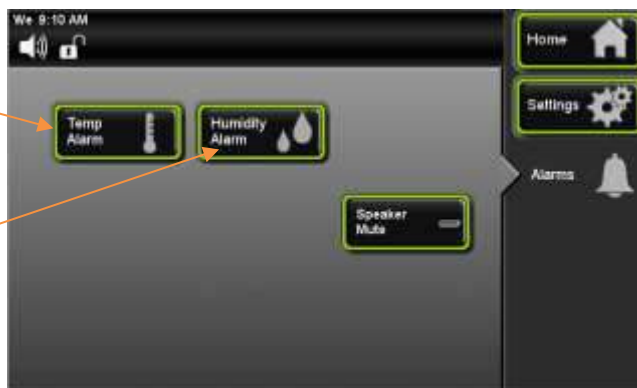 We 9:10 AM
Home
Settings
Temp
Alarm
Humidity
Alarm
Alarms
Speaker
Mute